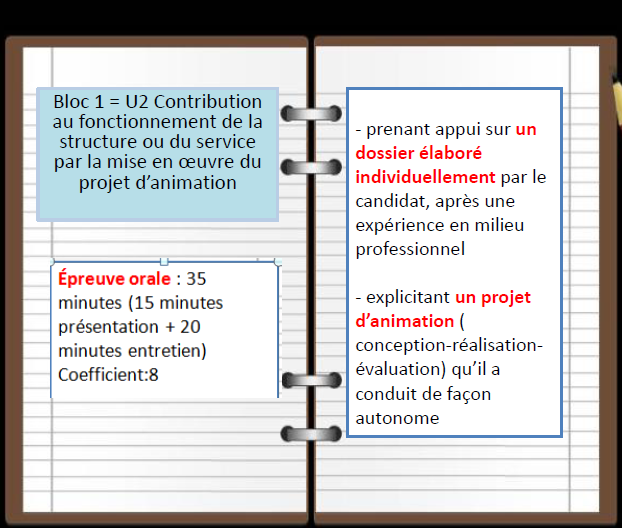 Bloc 1 = U2 Contribution
au fonctionnement de la
structure ou du service
par la mise en œuvre du
projet d’animation
Épreuve orale : 35
minutes (15 minutes
présentation + 20
minutes entretien)
Coefficient:8
- prenant appui sur un
dossier élaboré
individuellement par le
candidat, après une
expérience en milieu
professionnel
- explicitant un projet
d’animation (
conception-réalisation-
évaluation) qu’il a
conduit de façon
autonome